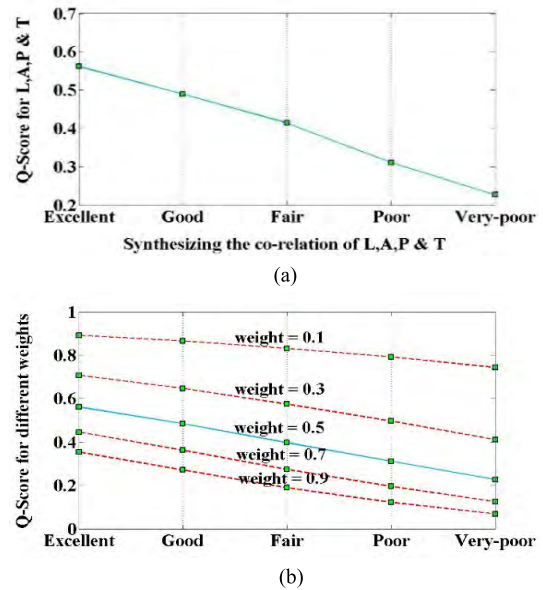 0.7
0.6
0.5
0.4
0.3
0.2
Q-Score for L,A,P & T
Excellent Good Fair Poor Very-poor
Synthesizing the co-relation of L,A,P & T
(a)
1
0.8
0.6
0.4
0.2
0
Q-Score for different weights
weight = 0.1
weight = 0.3
weight = 0.5
weight = 0.7
weight = 0.9
Excellent Good Fair Poor Very-poor
(b)